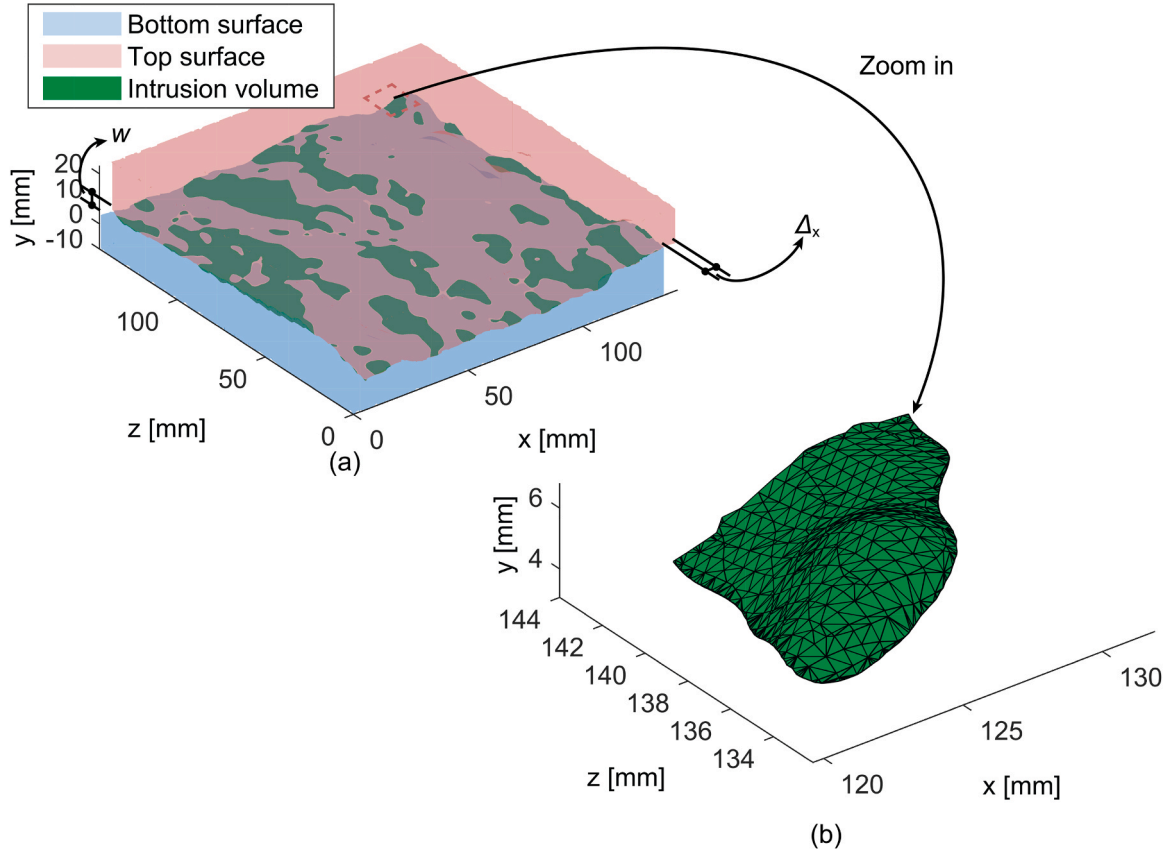 Bottom surface
Top surface
Intrusion volume
Zoom in
w
20
10
0
-10
y [mm]
Δx
100
50
0
z [mm]
0
50
100
x [mm]
(a)
6
4
y [mm]
144
142
140
138
136
134
z [mm]
120
125
130
x [mm]
(b)